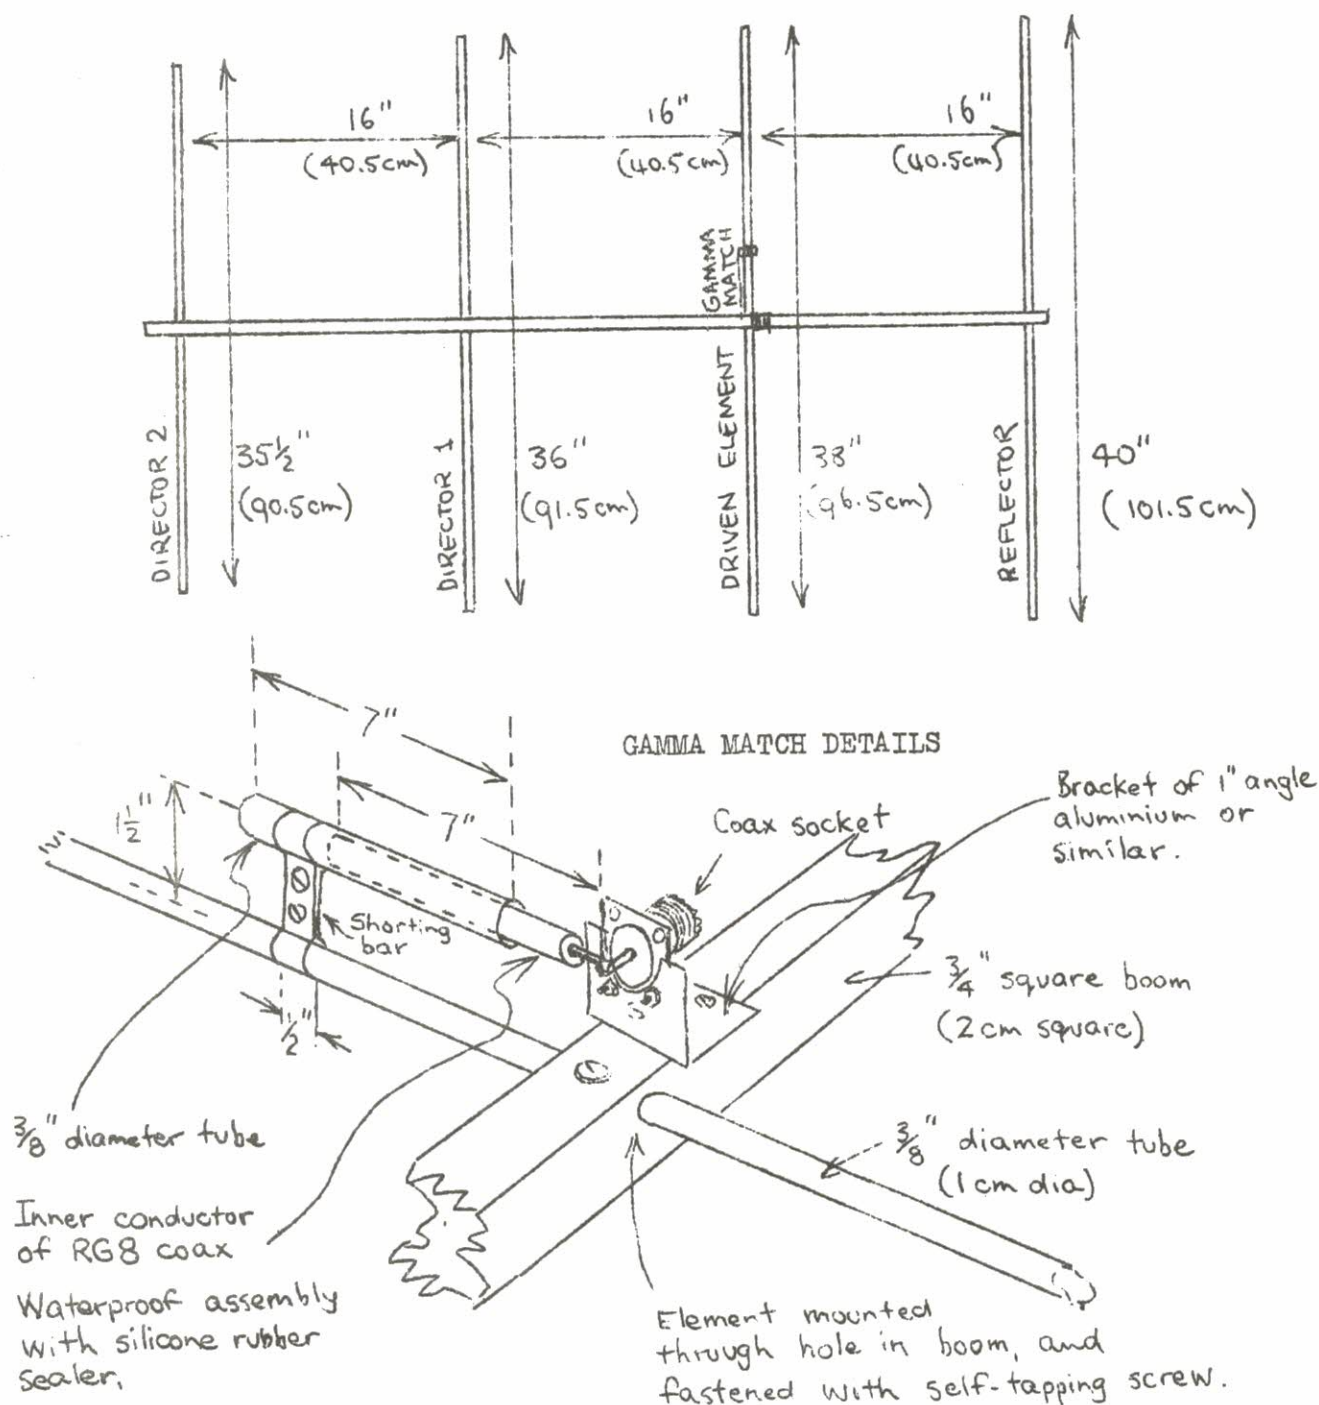 16"
(40.5cm)
16"
(40.5cm)
16"
(40.5cm)
GAMMA
MATCH
DIRECTOR 2
35½"
(90.5cm)
DIRECTOR 1
36"
(91.5cm)
DRIVEN ELEMENT
38"
(96.5cm)
REFLECTOR
40"
(101.5cm)
7"
GAMMA MATCH DETAILS
1½"
7"
Coax socket
Bracket of 1" angle
aluminium or
similar.
Shorting
bar
½"
¾" square boom
(2cm square)
⅜" diameter tube
⅜" diameter tube
(1cm dia)
Inner conductor
of RG8 coax
Waterproof assembly
with silicone rubber
sealer.
Element mounted
through hole in boom, and
fastened with self-tapping screw.